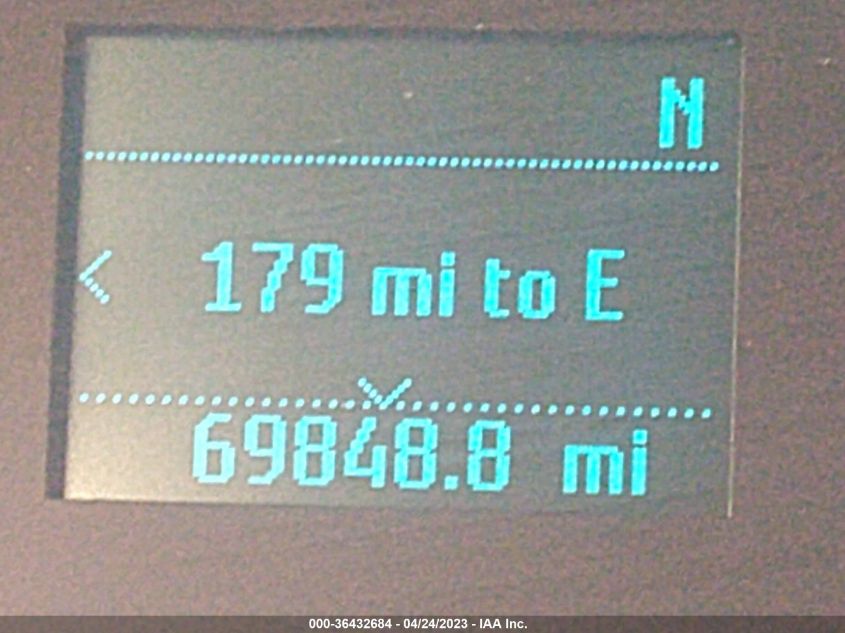 N
179 mi to E
69848.8 mi
000-36432684 - 04/24/2023 - IAA Inc.